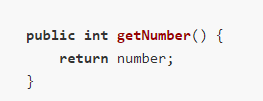 public int getNumber() {
    return number;
}